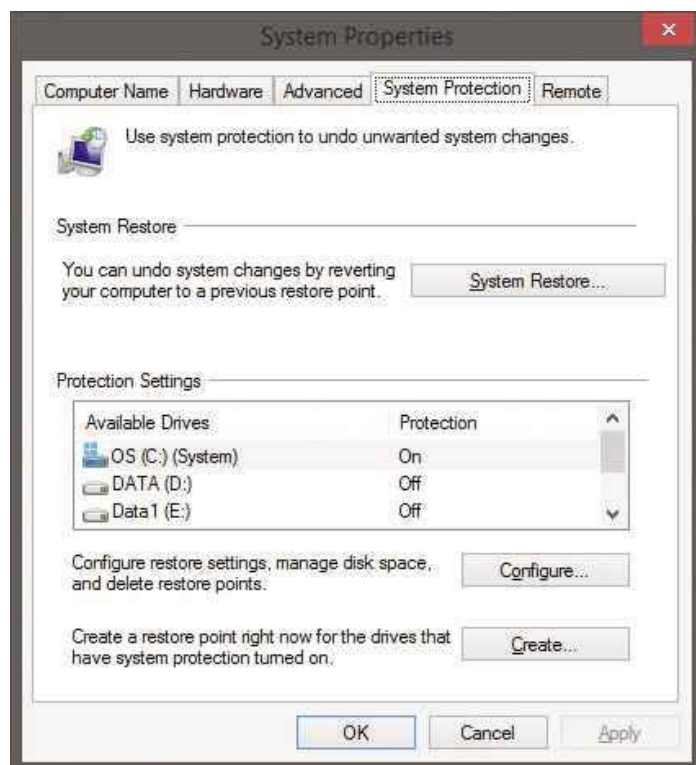 System Properties
Computer Name Hardware Advanced System Protection Remote
Use system protection to undo unwanted system changes.
System Restore
You can undo system changes by reverting
your computer to a previous restore point.
System Restore...
Protection Settings
Available Drives Protection
OS (C:) (System) On
DATA (D:) Off
Data1 (E:) Off
Configure restore settings, manage disk space,
and delete restore points.
Configure...
Create a restore point right now for the drives that
have system protection turned on.
Create...
OK Cancel Apply